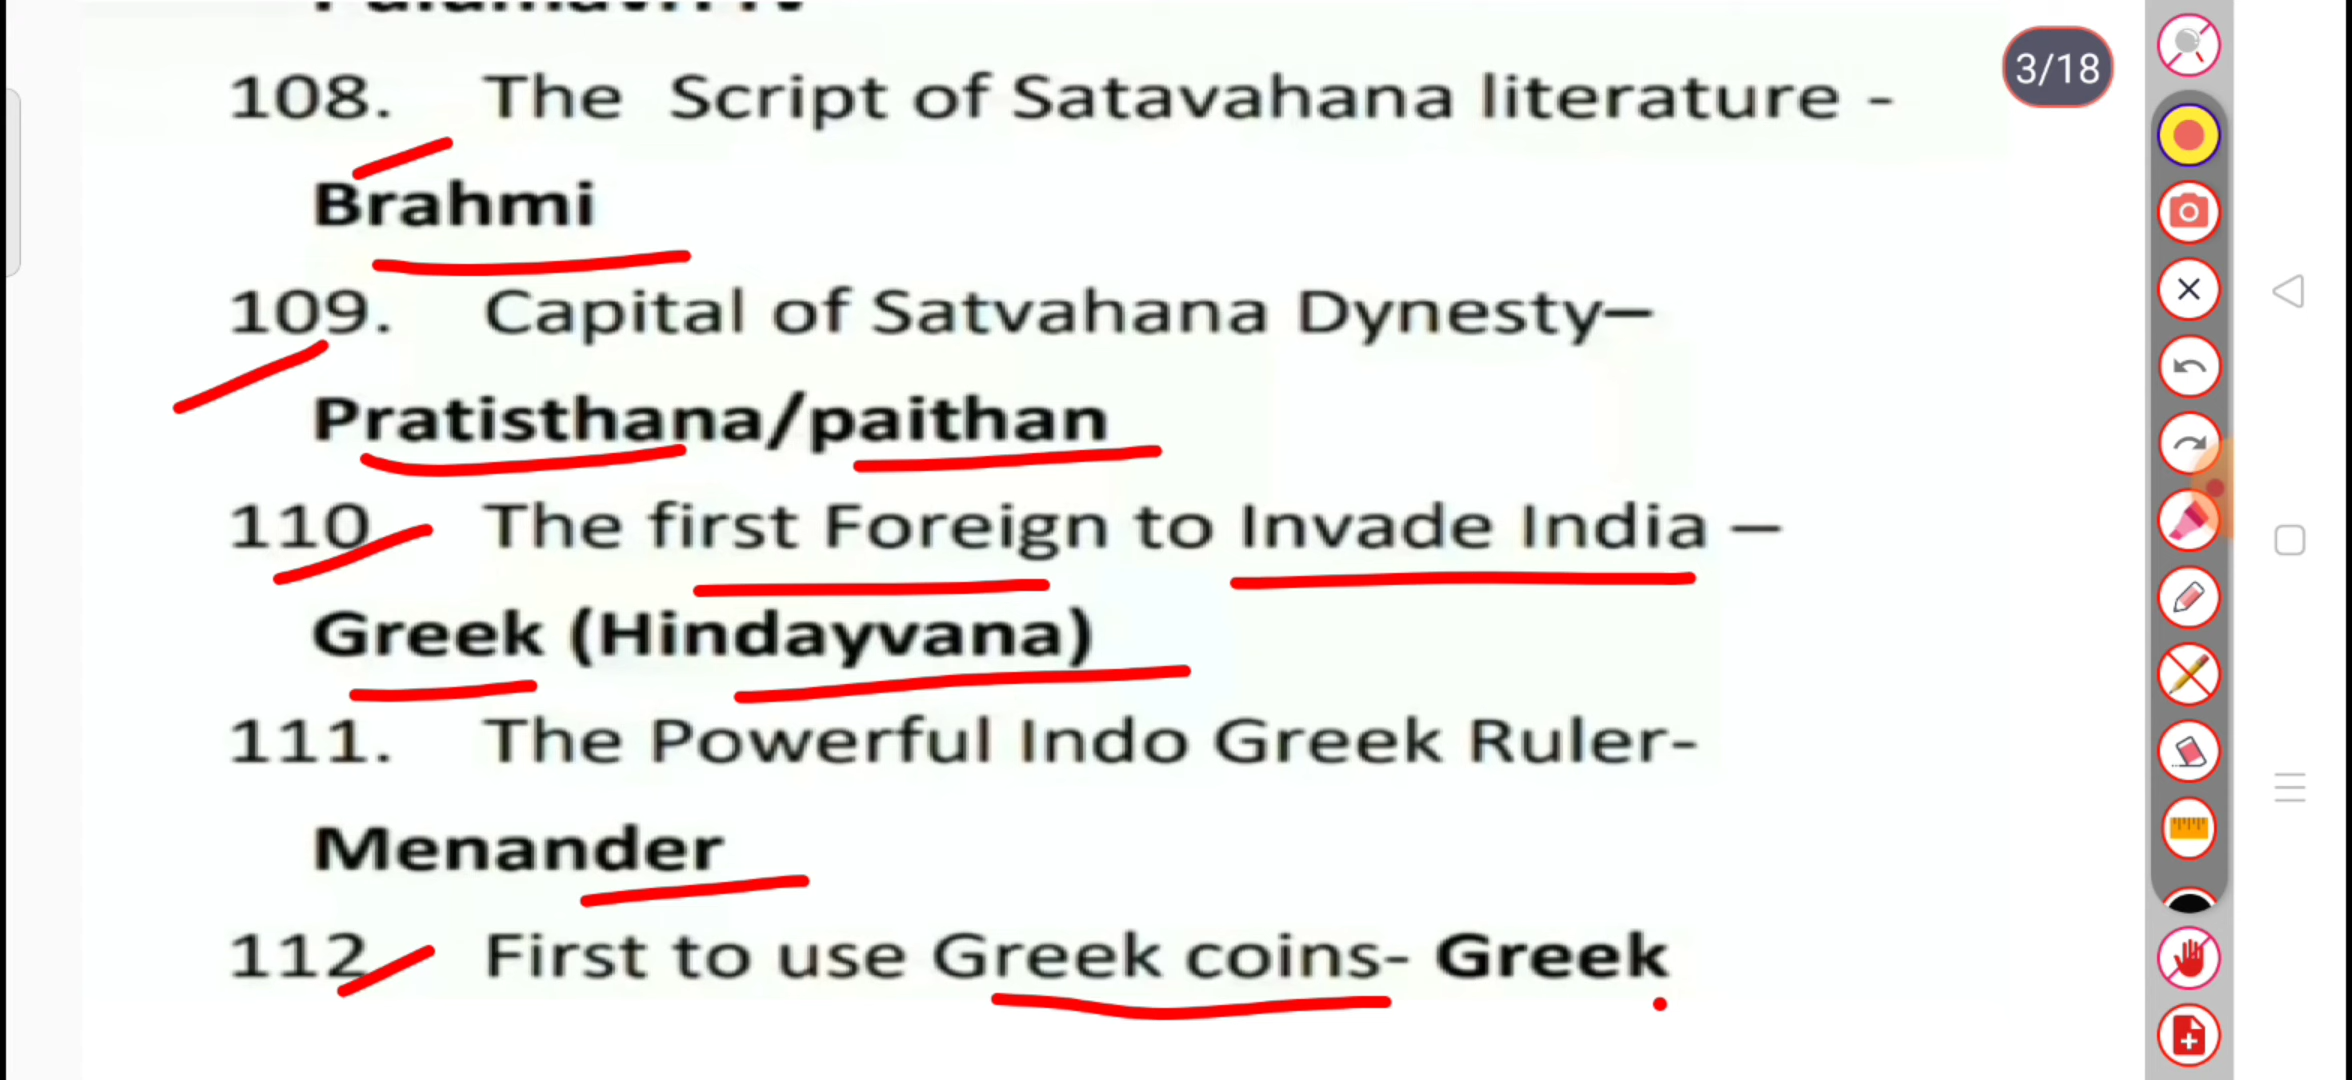 3/18
108. The Script of Satavahana literature -
Brahmi
109. Capital of Satvahana Dynesty–
Pratisthana/paithan
110. The first Foreign to Invade India –
Greek (Hindayvana)
111. The Powerful Indo Greek Ruler-
Menander
112. First to use Greek coins- Greek